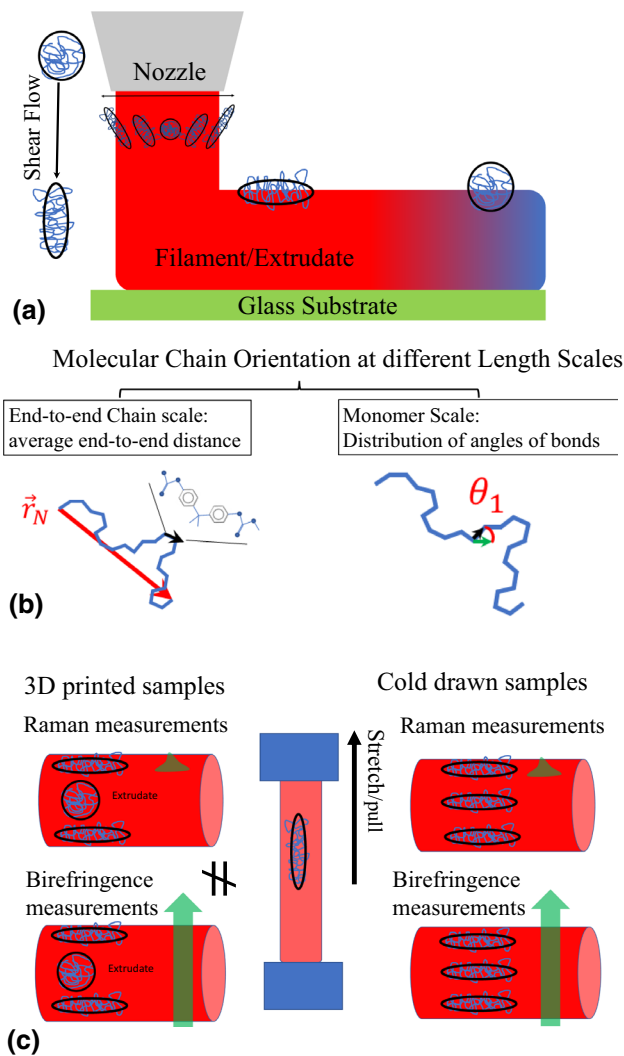 Nozzle
Shear Flow
Filament/Extrudate
Glass Substrate
(a)
Molecular Chain Orientation at different Length Scales
End-to-end Chain scale:
average end-to-end distance
Monomer Scale:
Distribution of angles of bonds
r⃗_N
θ₁
(b)
3D printed samples
Cold drawn samples
Raman measurements
Extrudate
Birefringence
measurements
Extrudate
Stretch/pull
Raman measurements
Birefringence
measurements
(c)